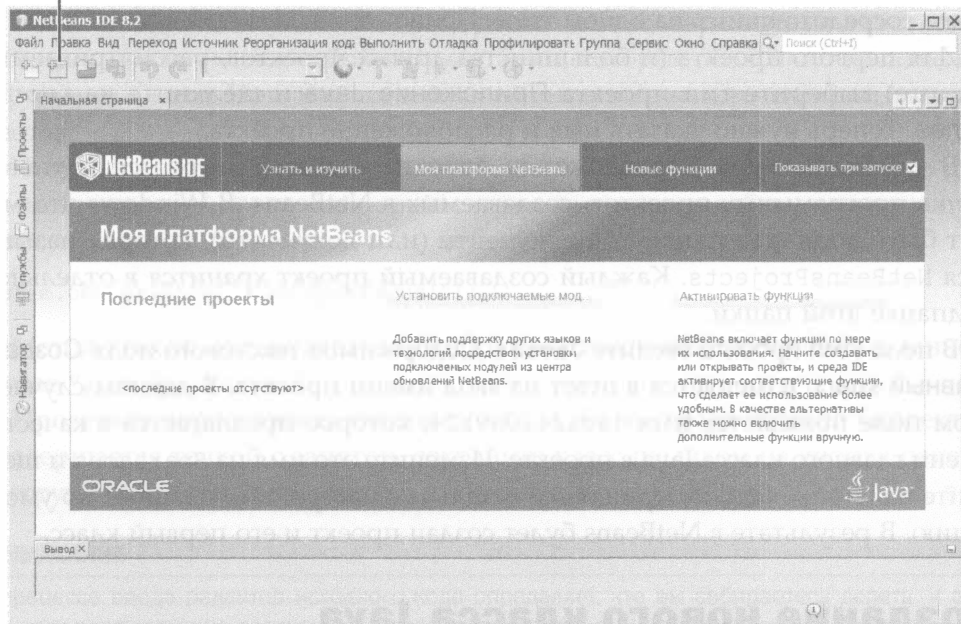 NetBeans IDE 8.2
Файл Правка Вид Переход Источник Реорганизация кода Выполнить Отладка Профилировать Группа Сервис Окно Справка Поиск (Ctrl+I)
Начальная страница
Проекты
Файлы
Службы
Навигатор
NetBeans IDE
Узнать и изучить
Моя платформа NetBeans
Новые функции
Показывать при запуске
Моя платформа NetBeans
Последние проекты
<последние проекты отсутствуют>
Установить подключаемые мод...
Добавить поддержку других языков и
технологий посредством установки
подключаемых модулей из центра
обновлений NetBeans.
Активировать функции
NetBeans включает функции по мере
их использования. Начните создавать
или открывать проекты, и среда IDE
активирует соответствующие функции,
что сделает ее использование более
удобным. В качестве альтернативы
также можно включить
дополнительные функции вручную.
ORACLE
Java
Вывод
1